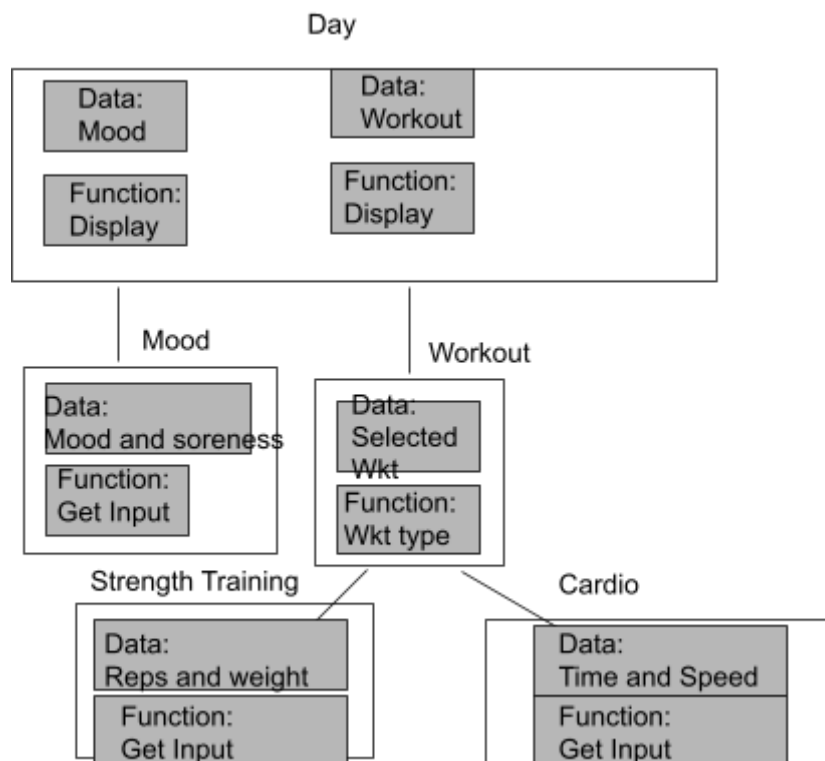 Day
Data:
Mood
Data:
Workout
Function:
Display
Function:
Display
Mood
Workout
Data:
Mood and soreness
Function:
Get Input
Data:
Selected
Wkt
Function:
Wkt type
Strength Training
Cardio
Data:
Reps and weight
Function:
Get Input
Data:
Time and Speed
Function:
Get Input